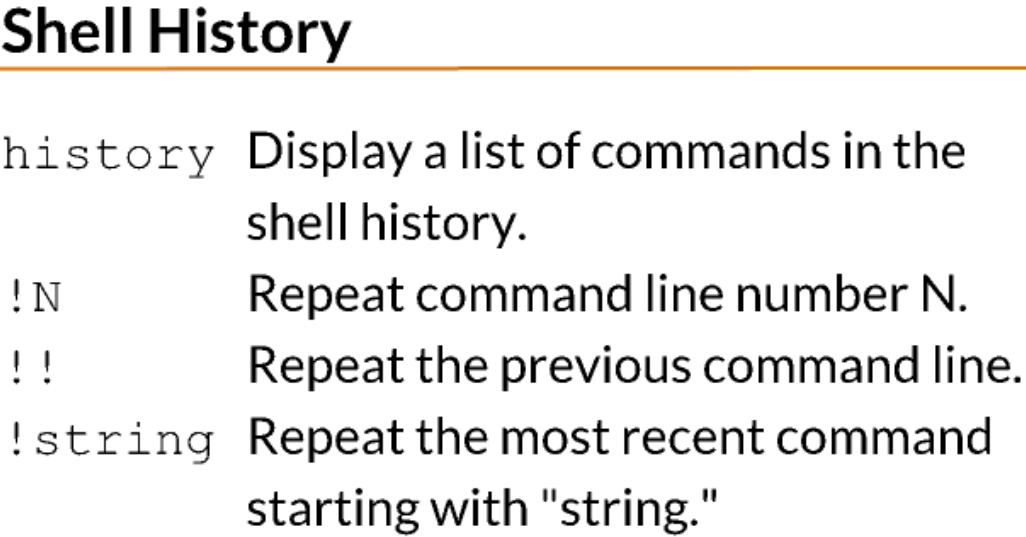 Shell History
history Display a list of commands in the
shell history.
!N Repeat command line number N.
!! Repeat the previous command line.
!string Repeat the most recent command
starting with "string."